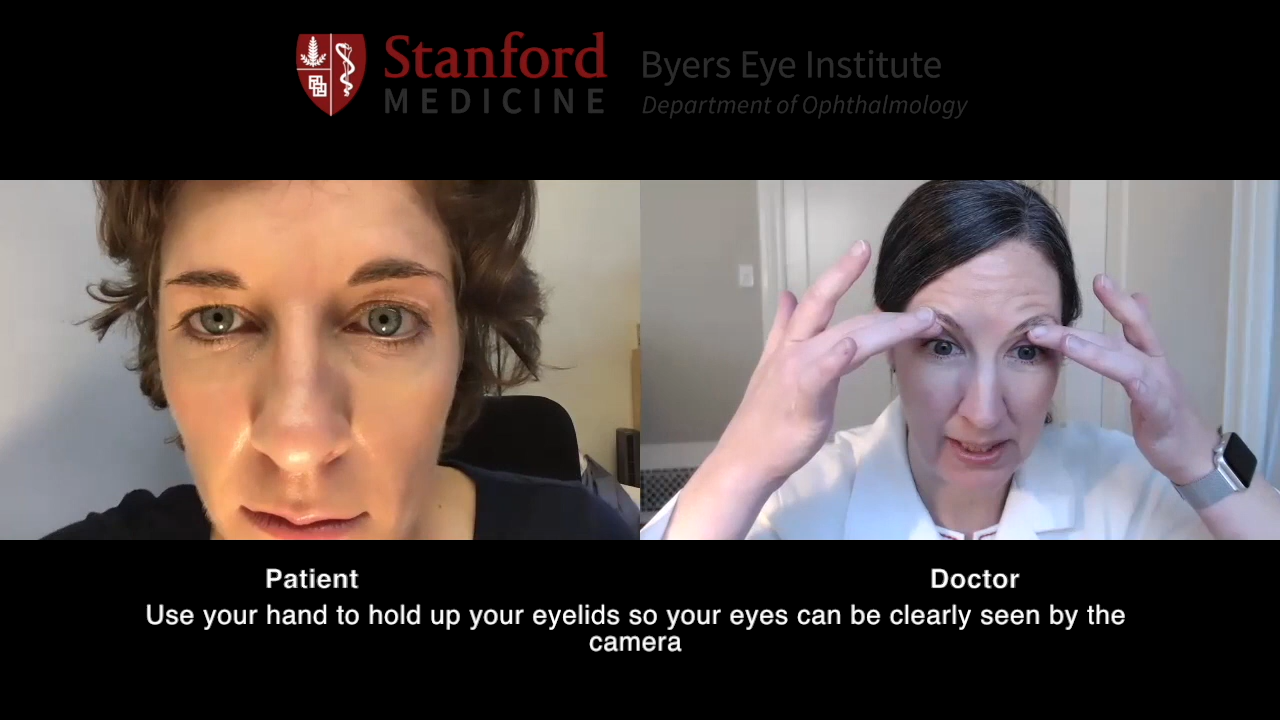 Stanford
MEDICINE
Byers Eye Institute
Department of Ophthalmology
Patient
Doctor
Use your hand to hold up your eyelids so your eyes can be clearly seen by the
camera